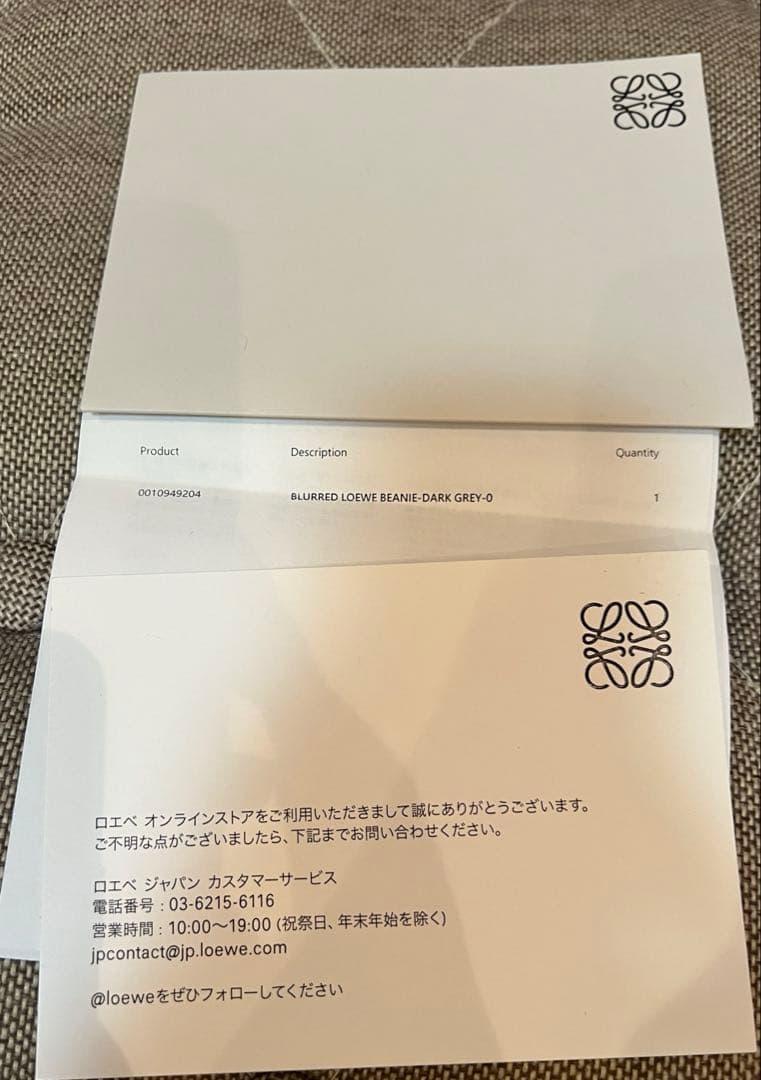 Product Description Quantity
0010949204 BLURRED LOEWE BEANIE-DARK GREY-0 1
ロエベ オンラインストアをご利用いただきまして誠にありがとうございます。
ご不明な点がございましたら、下記までお問い合わせください。
ロエベ ジャパン カスタマーサービス
電話番号 : 03-6215-6116
営業時間 : 10:00〜19:00 (祝祭日、年末年始を除く)
jpcontact@jp.loewe.com
@loeweをぜひフォローしてください